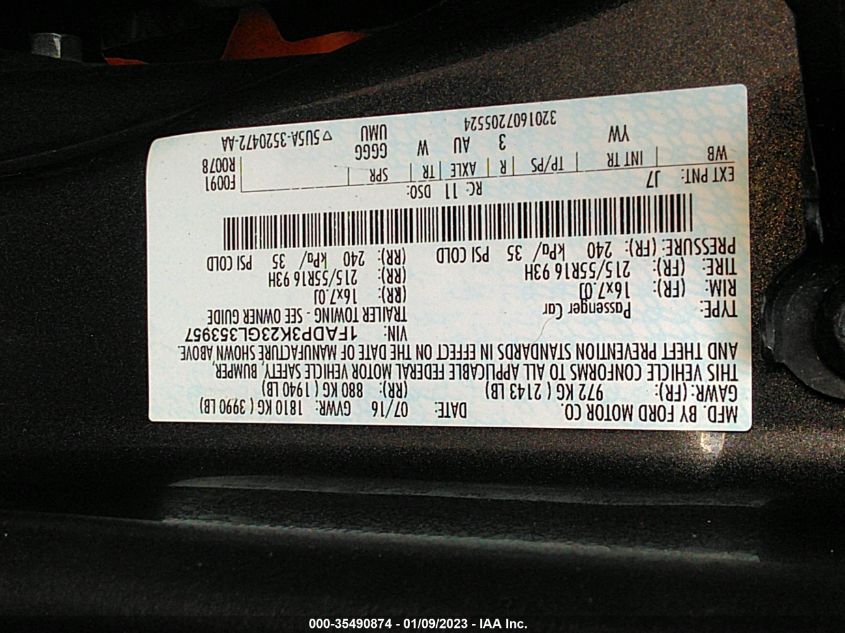 MFD. BY FORD MOTOR CO.
DATE: 07/16 GVWR: 1810 KG ( 3990 LB)
GAWR: (FR): 972 KG ( 2143 LB) (RR): 880 KG ( 1940 LB)
THIS VEHICLE CONFORMS TO ALL APPLICABLE FEDERAL MOTOR VEHICLE SAFETY, BUMPER,
AND THEFT PREVENTION STANDARDS IN EFFECT ON THE DATE OF MANUFACTURE SHOWN ABOVE.
VIN: 1FADP3K23GL353957
TYPE: Passenger Car TRAILER TOWING - SEE OWNER GUIDE
RIM: (FR): 16x7.0J (RR): 16x7.0J
TIRE: (FR): 215/55R16 93H (RR): 215/55R16 93H
PRESSURE: (FR): 240 kPa/ 35 PSI COLD (RR): 240 kPa/ 35 PSI COLD
EXT PNT: J7 RC: 11 DSO: F0091
WB INT TR TP/PS R AXLE TR SPR R0078
YW 3 AU W GGGG
UMU ▽ 5U5A-3520472-AA
3201607205524
000-35490874 - 01/09/2023 - IAA Inc.